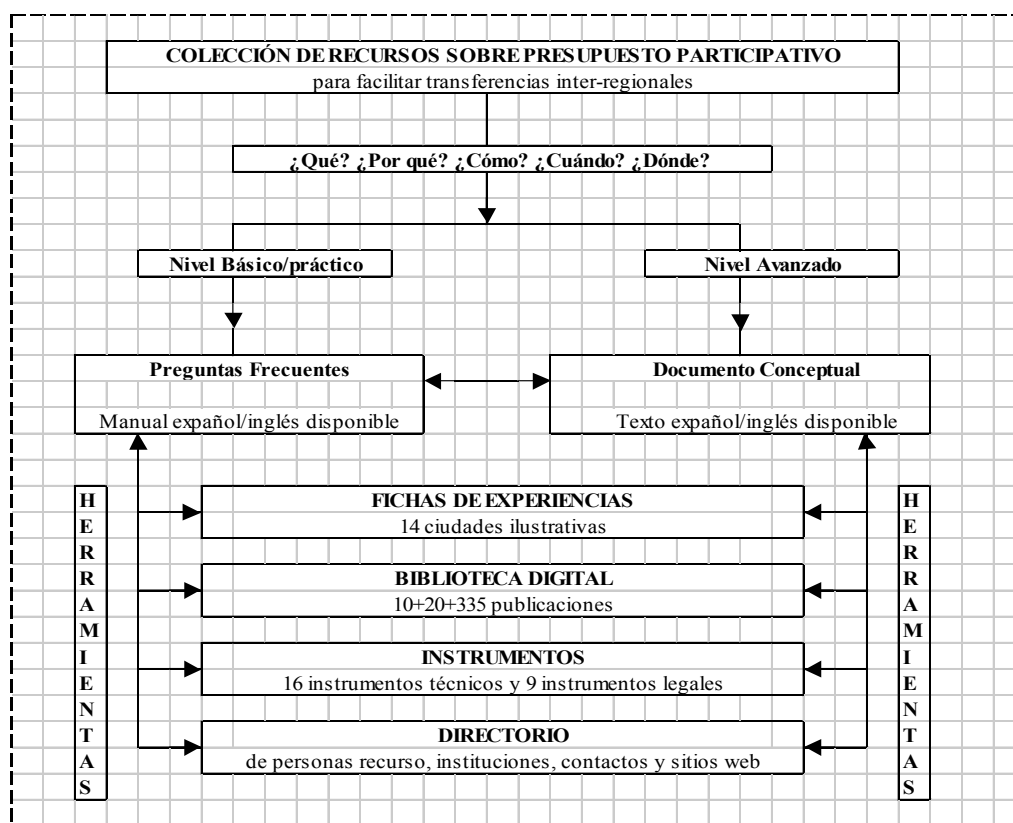 COLECCIÓN DE RECURSOS SOBRE PRESUPUESTO PARTICIPATIVO
para facilitar transferencias inter-regionales
¿Qué? ¿Por qué? ¿Cómo? ¿Cuándo? ¿Dónde?
Nivel Básico/práctico
Nivel Avanzado
Preguntas Frecuentes
Manual español/inglés disponible
Documento Conceptual
Texto español/inglés disponible
HERRAMIENTAS
FICHAS DE EXPERIENCIAS
14 ciudades ilustrativas
BIBLIOTECA DIGITAL
10+20+335 publicaciones
INSTRUMENTOS
16 instrumentos técnicos y 9 instrumentos legales
DIRECTORIO
de personas recurso, instituciones, contactos y sitios web
HERRAMIENTAS